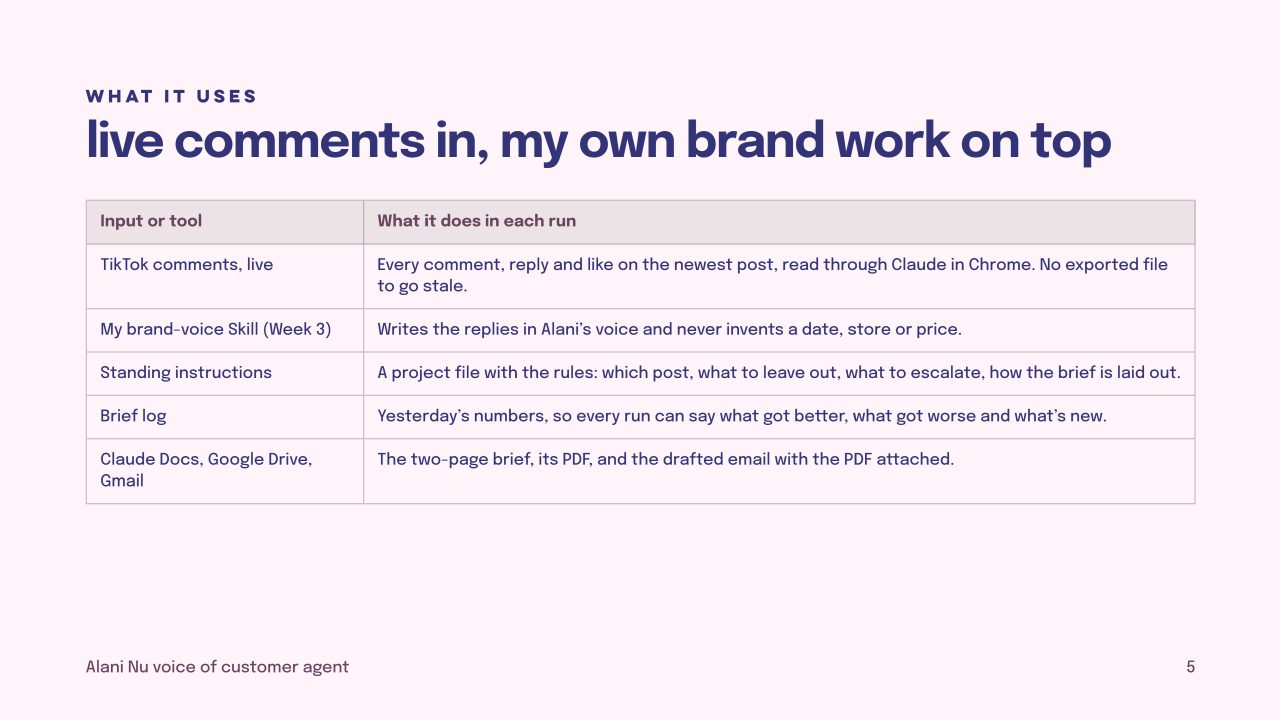 WHAT IT USES
live comments in, my own brand work on top
Input or tool
What it does in each run
TikTok comments, live
Every comment, reply and like on the newest post, read through Claude in Chrome. No exported file
to go stale.
My brand-voice Skill (Week 3)
Writes the replies in Alani’s voice and never invents a date, store or price.
Standing instructions
A project file with the rules: which post, what to leave out, what to escalate, how the brief is laid out.
Brief log
Yesterday’s numbers, so every run can say what got better, what got worse and what’s new.
Claude Docs, Google Drive,
Gmail
The two-page brief, its PDF, and the drafted email with the PDF attached.
Alani Nu voice of customer agent
5